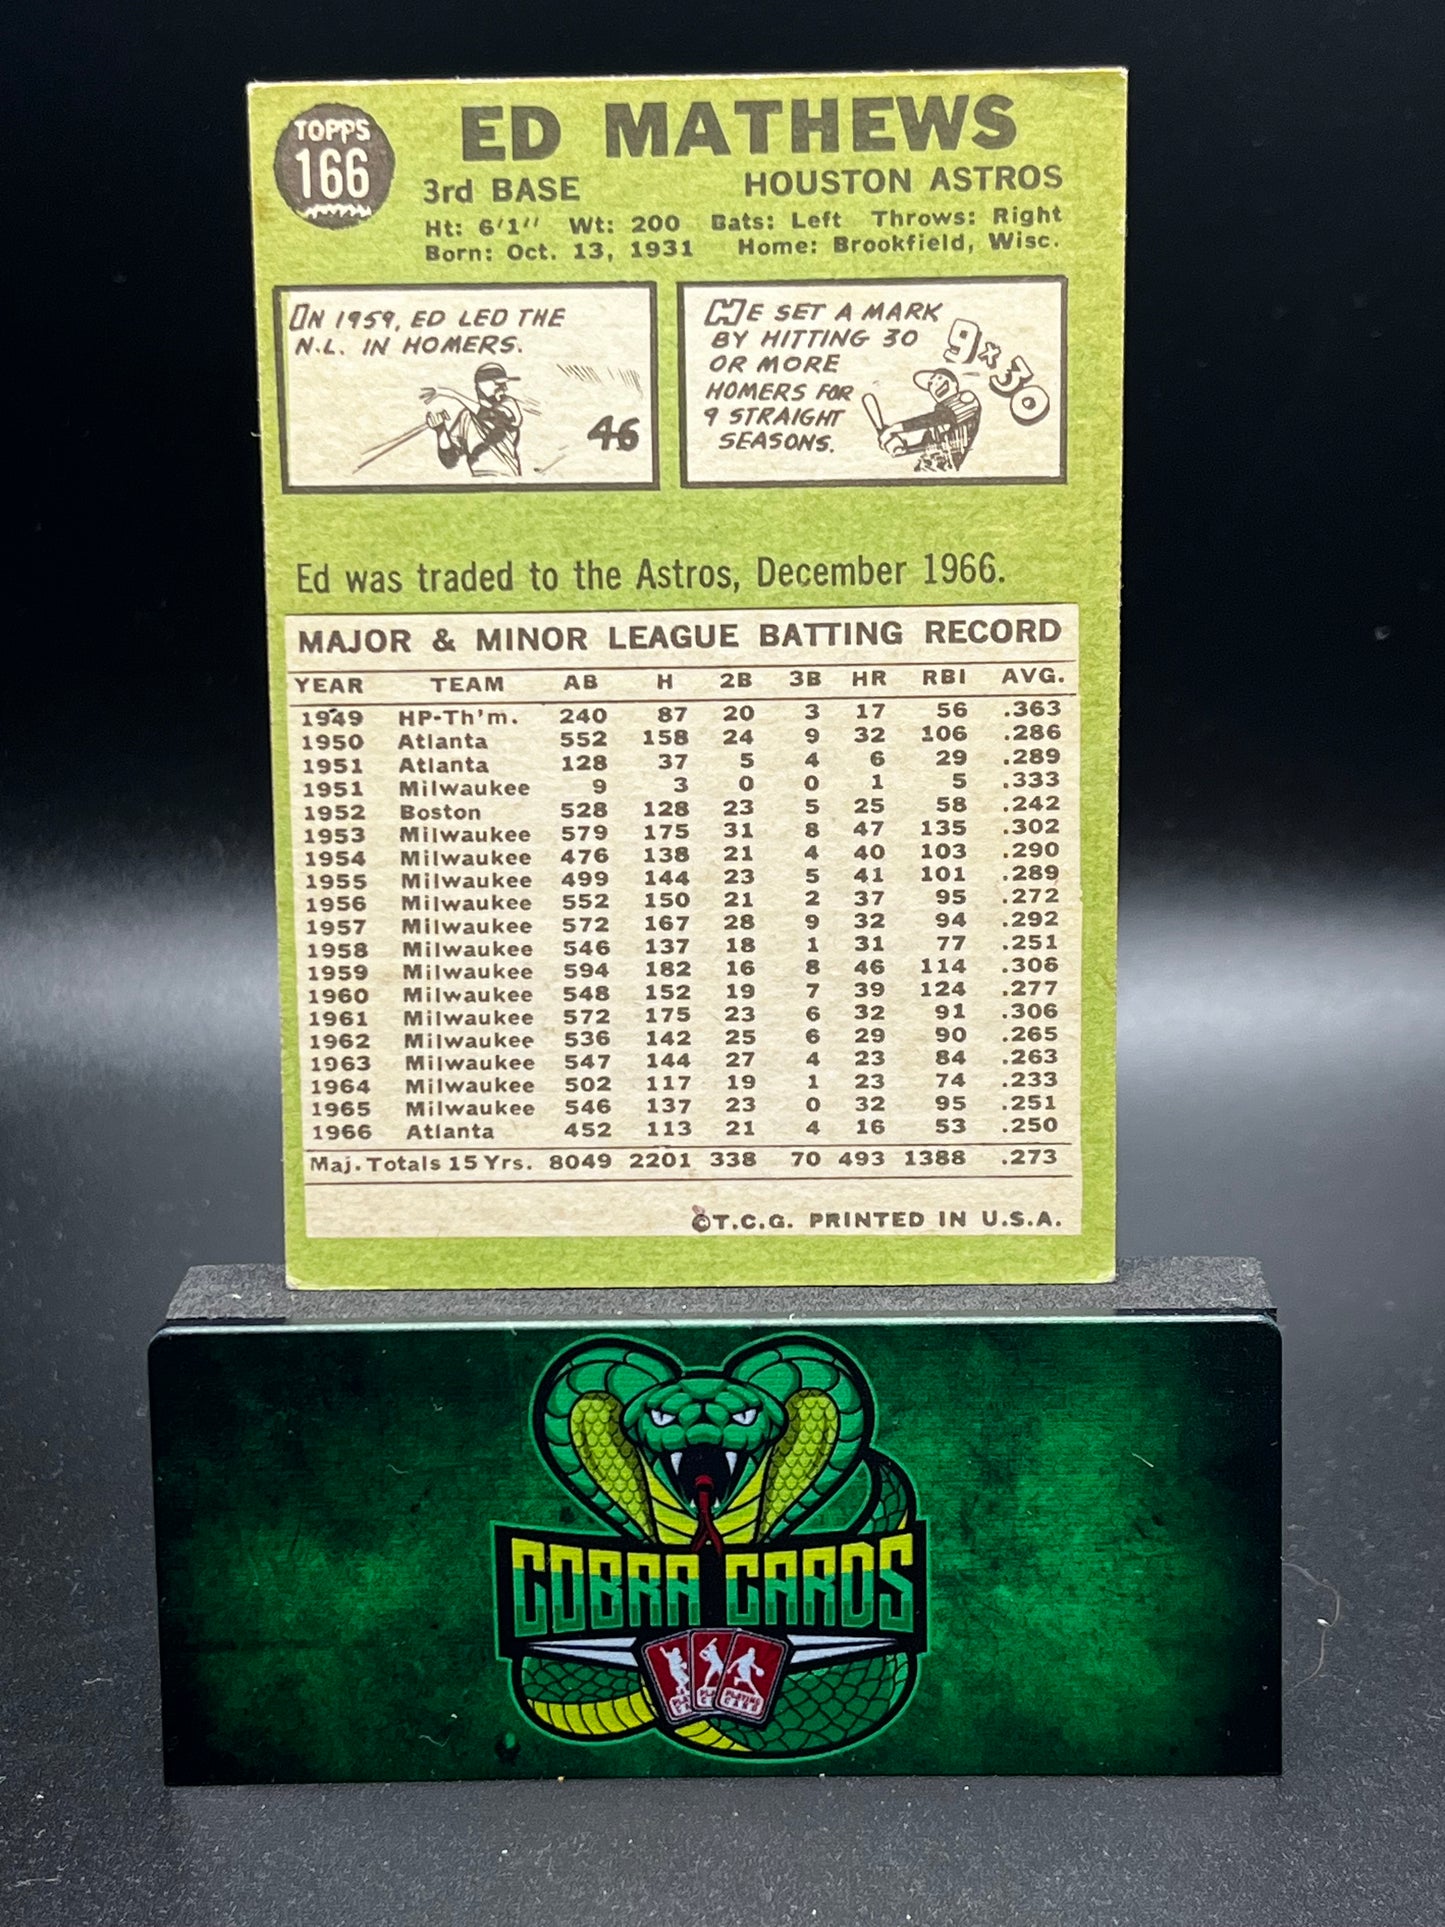 TOPPS
166
ED MATHEWS
3rd BASE HOUSTON ASTROS
Ht: 6'1" Wt: 200 Bats: Left Throws: Right
Born: Oct. 13, 1931 Home: Brookfield, Wisc.
IN 1959, ED LED THE
N.L. IN HOMERS.
46
HE SET A MARK
BY HITTING 30
OR MORE
HOMERS FOR
9 STRAIGHT
SEASONS.
9x30
Ed was traded to the Astros, December 1966.
MAJOR & MINOR LEAGUE BATTING RECORD
YEAR TEAM AB H 2B 3B HR RBI AVG.
1949 HP-Th'm. 240 87 20 3 17 56 .363
1950 Atlanta 552 158 24 9 32 106 .286
1951 Atlanta 128 37 5 4 6 29 .289
1951 Milwaukee 9 3 0 0 1 5 .333
1952 Boston 528 128 23 5 25 58 .242
1953 Milwaukee 579 175 31 8 47 135 .302
1954 Milwaukee 476 138 21 4 40 103 .290
1955 Milwaukee 499 144 23 5 41 101 .289
1956 Milwaukee 552 150 21 2 37 95 .272
1957 Milwaukee 572 167 28 9 32 94 .292
1958 Milwaukee 546 137 18 1 31 77 .251
1959 Milwaukee 594 182 16 8 46 114 .306
1960 Milwaukee 548 152 19 7 39 124 .277
1961 Milwaukee 572 175 23 6 32 91 .306
1962 Milwaukee 536 142 25 6 29 90 .265
1963 Milwaukee 547 144 27 4 23 84 .263
1964 Milwaukee 502 117 19 1 23 74 .233
1965 Milwaukee 546 137 23 0 32 95 .251
1966 Atlanta 452 113 21 4 16 53 .250
Maj. Totals 15 Yrs. 8049 2201 338 70 493 1388 .273
©T.C.G. PRINTED IN U.S.A.
COBRA CARDS
PLAYING
CARD